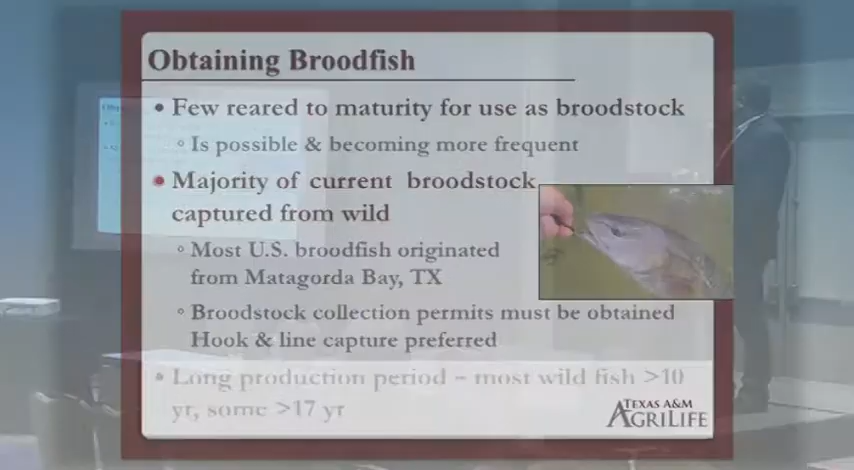 Obtaining Broodfish
• Few reared to maturity for use as broodstock
◦ Is possible & becoming more frequent
• Majority of current broodstock
captured from wild
◦ Most U.S. broodfish originated
from Matagorda Bay, TX
◦ Broodstock collection permits must be obtained
Hook & line capture preferred
• Long production period – most wild fish >10
yr, some >17 yr
TEXAS A&M
AGRILIFE